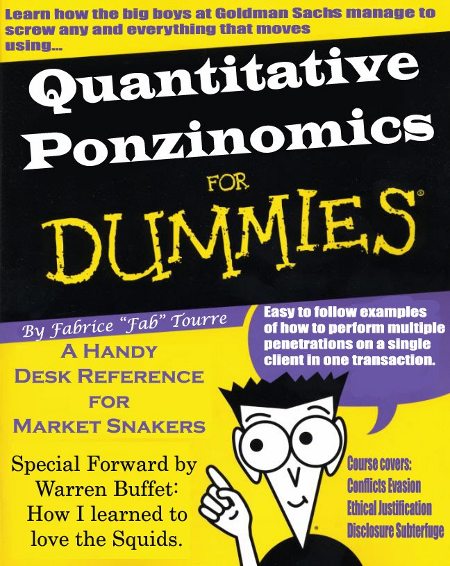 Learn how the big boys at Goldman Sachs manage to
screw any and everything that moves
using...
Quantitative
Ponzinomics
FOR
DUMMIES®
By Fabrice "Fab" Tourre
A Handy
Desk Reference
for
Market Snakers
Easy to follow examples
of how to perform multiple
penetrations on a single
client in one transaction.
Special Forward by
Warren Buffet:
How I learned to
love the Squids.
Course covers:
Conflicts Evasion
Ethical Justification
Disclosure Subterfuge